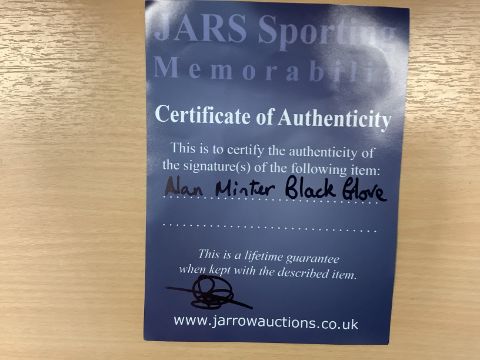 JARS Sporting
Memorabilia
Certificate of Authenticity
This is to certify the authenticity of
the signature(s) of the following item:
Alan Minter Black Glove
This is a lifetime guarantee
when kept with the described item.
www.jarrowauctions.co.uk